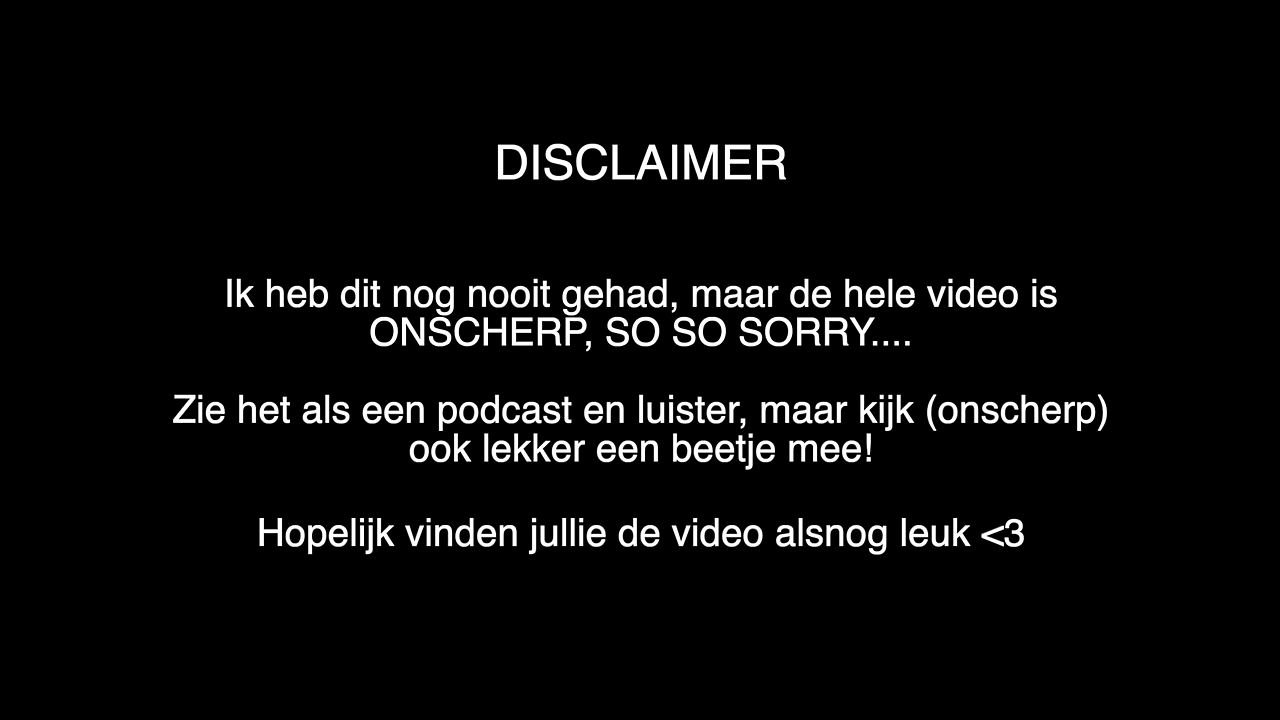 DISCLAIMER
Ik heb dit nog nooit gehad, maar de hele video is
ONSCHERP, SO SO SORRY....
Zie het als een podcast en luister, maar kijk (onscherp)
ook lekker een beetje mee!
Hopelijk vinden jullie de video alsnog leuk <3